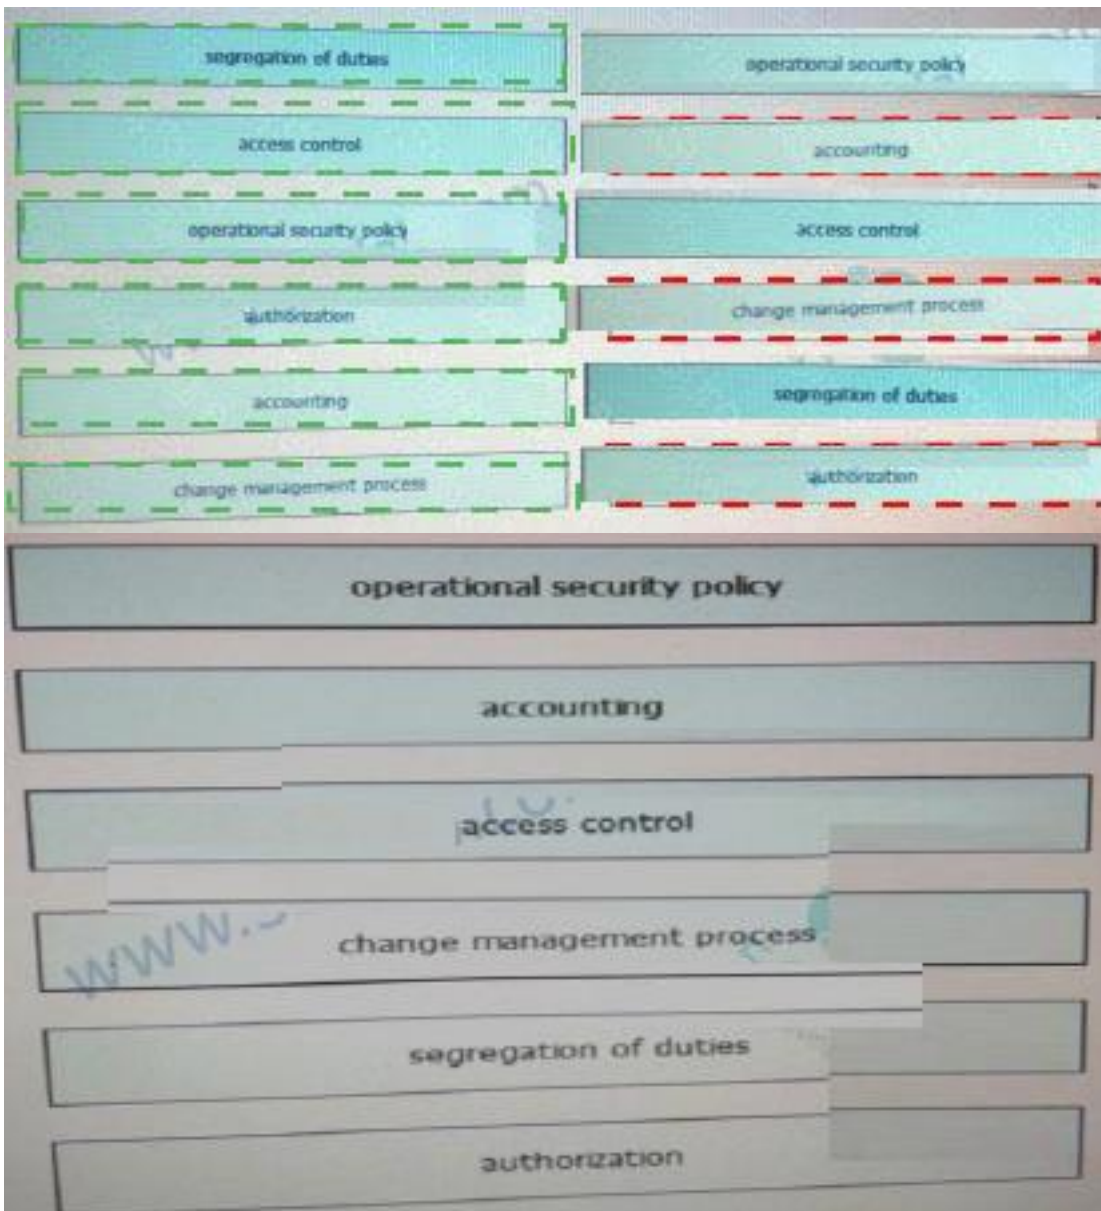 segregation of duties
operational security policy
access control
accounting
operational security policy
access control
authorization
change management process
accounting
segregation of duties
change management process
authorization
operational security policy
accounting
access control
www.
change management process
segregation of duties
authorization